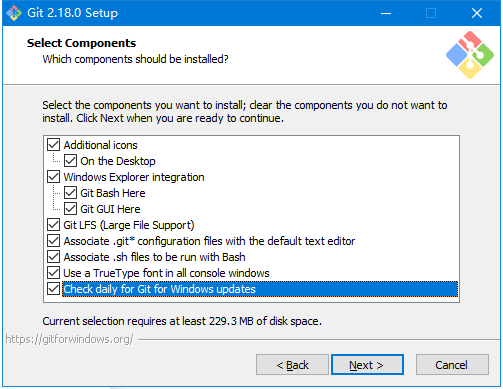 Git 2.18.0 Setup
Select Components
Which components should be installed?
Select the components you want to install; clear the components you do not want to
install. Click Next when you are ready to continue.
Additional icons
On the Desktop
Windows Explorer integration
Git Bash Here
Git GUI Here
Git LFS (Large File Support)
Associate .git* configuration files with the default text editor
Associate .sh files to be run with Bash
Use a TrueType font in all console windows
Check daily for Git for Windows updates
Current selection requires at least 229.3 MB of disk space.
https://gitforwindows.org/
< Back
Next >
Cancel